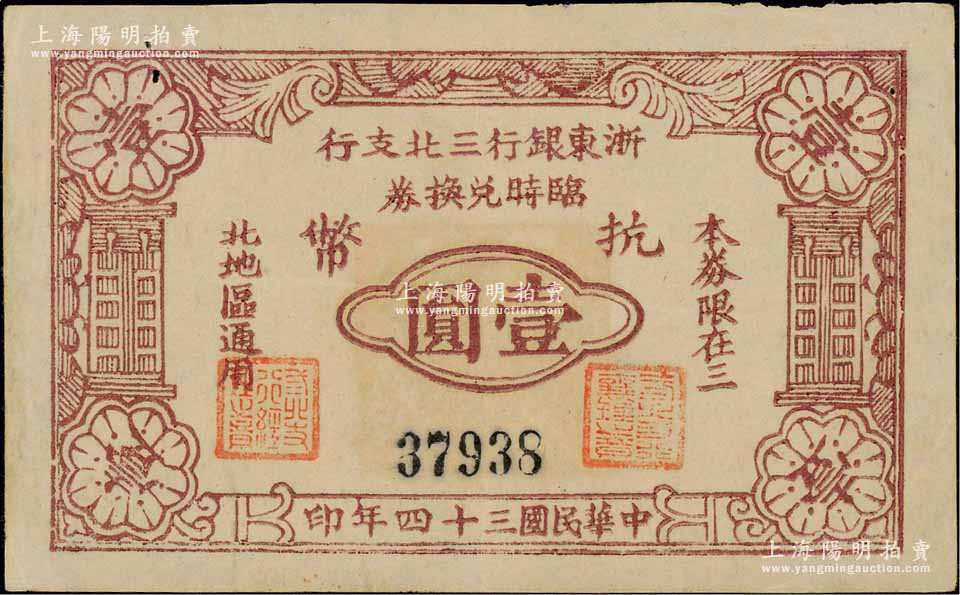 上海陽明拍賣
www.yangmingauction.com
浙東銀行三北支行
臨時兌換券
抗幣
本券限在三
北地區通用
壹圓
上海陽明拍賣
www.yangmingauction.com
37938
中華民國三十四年印
上海陽明拍賣
www.yangmingauction.com